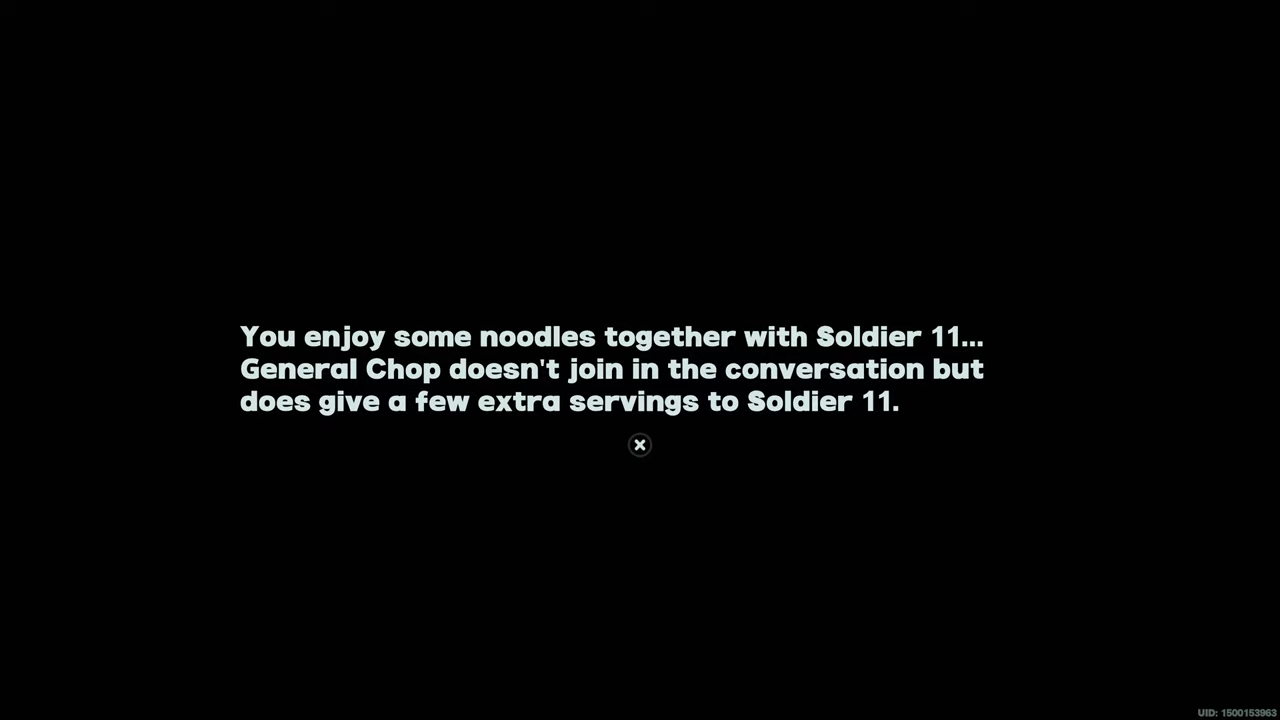 You enjoy some noodles together with Soldier 11...
General Chop doesn't join in the conversation but
does give a few extra servings to Soldier 11.
UID: 1500153963